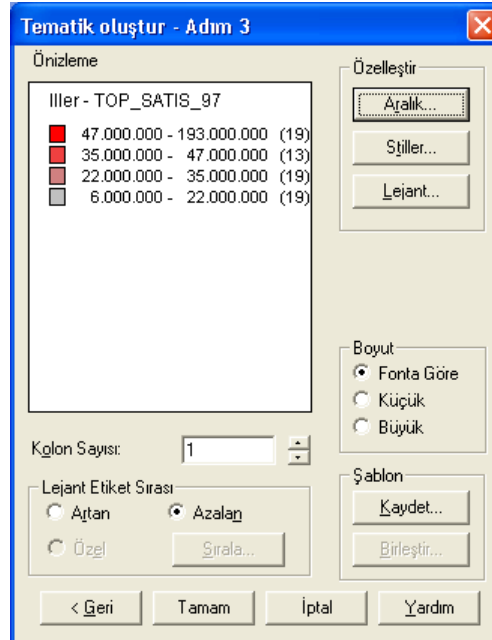 Tematik oluştur - Adım 3
Önizleme
İller - TOP_SATIS_97
47.000.000 - 193.000.000 (19)
35.000.000 - 47.000.000 (13)
22.000.000 - 35.000.000 (19)
6.000.000 - 22.000.000 (19)
Özelleştir
Aralık...
Stiller...
Lejant...
Boyut
Fonta Göre
Küçük
Büyük
Kolon Sayısı: 1
Lejant Etiket Sırası
Artan Azalan
Özel Sırala...
Şablon
Kaydet...
Birleştir...
< Geri Tamam İptal Yardım